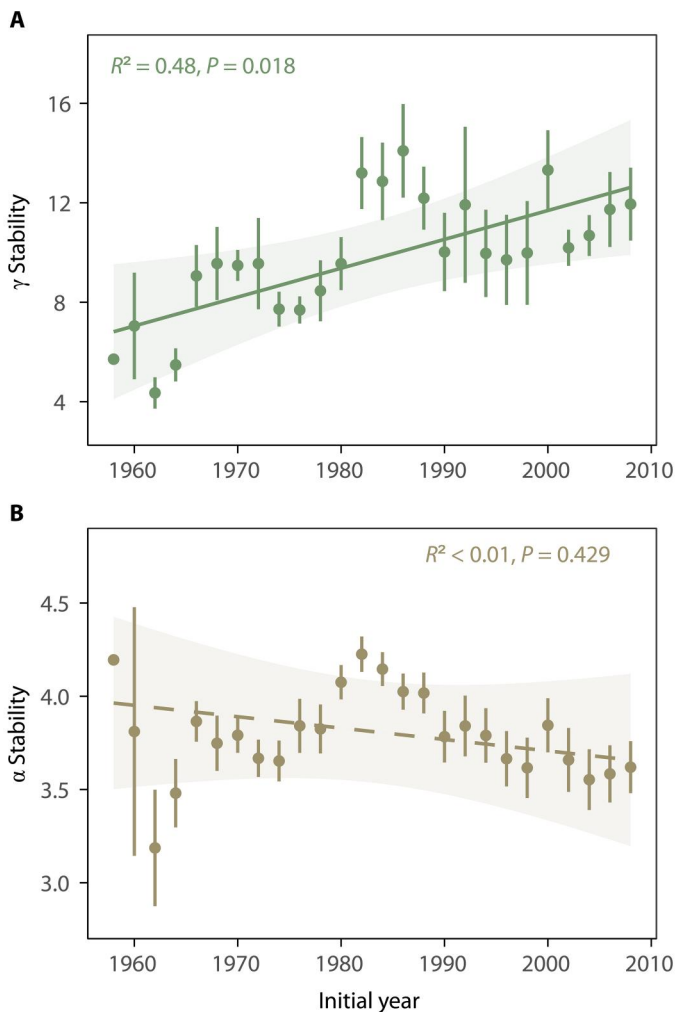 A
R² = 0.48, P = 0.018
16
12
8
4
γ Stability
1960 1970 1980 1990 2000 2010
B
R² < 0.01, P = 0.429
4.5
4.0
3.5
3.0
α Stability
1960 1970 1980 1990 2000 2010
Initial year